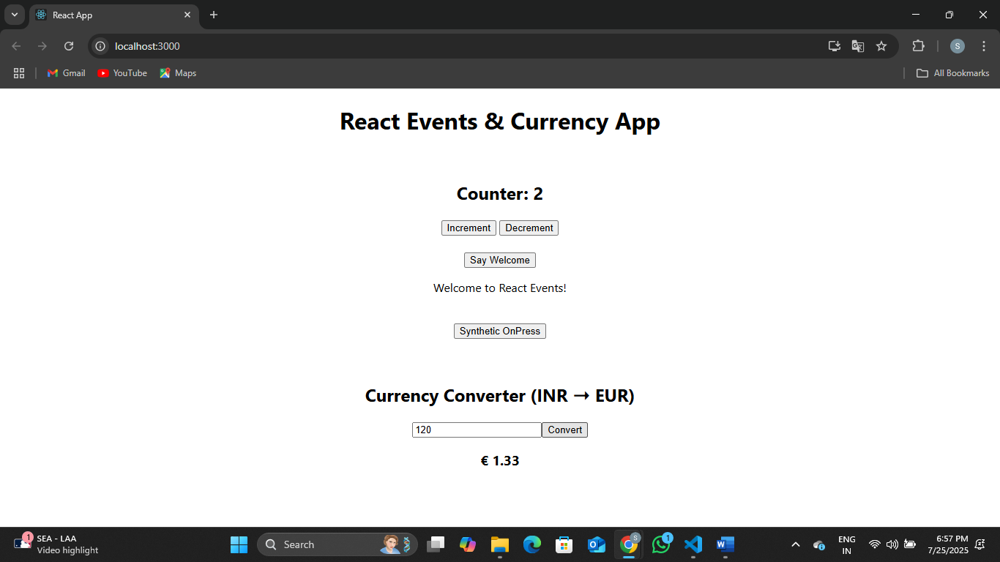 React App
localhost:3000
S
Gmail
YouTube
Maps
All Bookmarks
React Events & Currency App
Counter: 2
Increment Decrement
Say Welcome
Welcome to React Events!
Synthetic OnPress
Currency Converter (INR → EUR)
120 Convert
€ 1.33
1
SEA - LAA
Video highlight
Search
S
1
ENG
IN
6:57 PM
7/25/2025